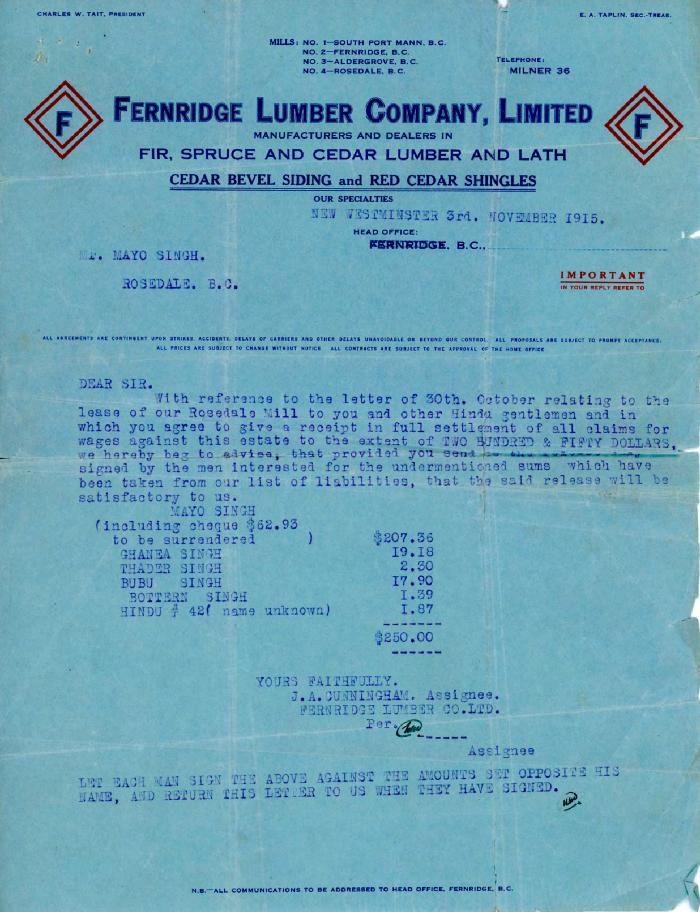 CHARLES W. TAIT, PRESIDENT
E. A. TAPLIN, SEC.-TREAS.
MILLS: NO. 1—SOUTH PORT MANN, B.C.
NO. 2—FERNRIDGE, B.C.
NO. 3—ALDERGROVE, B.C.
NO. 4—ROSEDALE, B.C.
TELEPHONE:
MILNER 36
F
FERNRIDGE LUMBER COMPANY, LIMITED
F
MANUFACTURERS AND DEALERS IN
FIR, SPRUCE AND CEDAR LUMBER AND LATH
CEDAR BEVEL SIDING and RED CEDAR SHINGLES
OUR SPECIALTIES
NEW WESTMINSTER 3rd. NOVEMBER 1915.
HEAD OFFICE:
FERNRIDGE, B.C.,
Mr. MAYO SINGH.
ROSEDALE. B.C.
IMPORTANT
IN YOUR REPLY REFER TO
ALL AGREEMENTS ARE CONTINGENT UPON STRIKES, ACCIDENTS, DELAYS OF CARRIERS AND OTHER DELAYS UNAVOIDABLE OR BEYOND OUR CONTROL. ALL PROPOSALS ARE SUBJECT TO PROMPT ACCEPTANCE.
ALL PRICES ARE SUBJECT TO CHANGE WITHOUT NOTICE. ALL CONTRACTS ARE SUBJECT TO THE APPROVAL OF THE HOME OFFICE
DEAR SIR.
With reference to the letter of 30th. October relating to the
lease of our Rosedale Mill to you and other Hindu gentlemen and in
which you agree to give a receipt in full settlement of all claims for
wages against this estate to the extent of TWO HUNDRED & FIFTY DOLLARS,
we hereby beg to advise, that provided you send
signed by the men interested for the undermentioned sums which have
been taken from our list of liabilities, that the said release will be
satisfactory to us.
MAYO SINGH
(including cheque $62.93
to be surrendered ) $207.36
GHANEA SINGH 19.18
THADER SINGH 2.30
BUBU SINGH 17.90
BOTTERN SINGH 1.39
HINDU # 42( name unknown) 1.87
-------
$250.00
------
YOURS FAITHFULLY.
J.A.CUNNINGHAM. Assignee.
FERNRIDGE LUMBER CO.LTD.
Per.
Assignee
LET EACH MAN SIGN THE ABOVE AGAINST THE AMOUNTS SET OPPOSITE HIS
NAME, AND RETURN THIS LETTER TO US WHEN THEY HAVE SIGNED.
N.B.—ALL COMMUNICATIONS TO BE ADDRESSED TO HEAD OFFICE, FERNRIDGE, B.C.